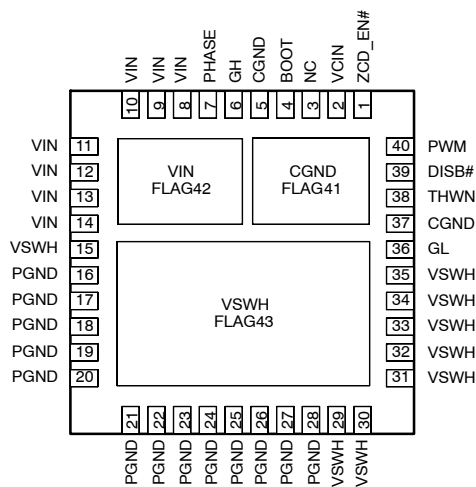 VIN
VIN
VIN
PHASE
GH
CGND
BOOT
NC
VCIN
ZCD_EN#
10
9
8
7
6
5
4
3
2
1
VIN 11
VIN 12
VIN 13
VIN 14
VSWH 15
PGND 16
PGND 17
PGND 18
PGND 19
PGND 20
VIN
FLAG42
CGND
FLAG41
VSWH
FLAG43
40 PWM
39 DISB#
38 THWN
37 CGND
36 GL
35 VSWH
34 VSWH
33 VSWH
32 VSWH
31 VSWH
21
22
23
24
25
26
27
28
29
30
PGND
PGND
PGND
PGND
PGND
PGND
PGND
PGND
VSWH
VSWH